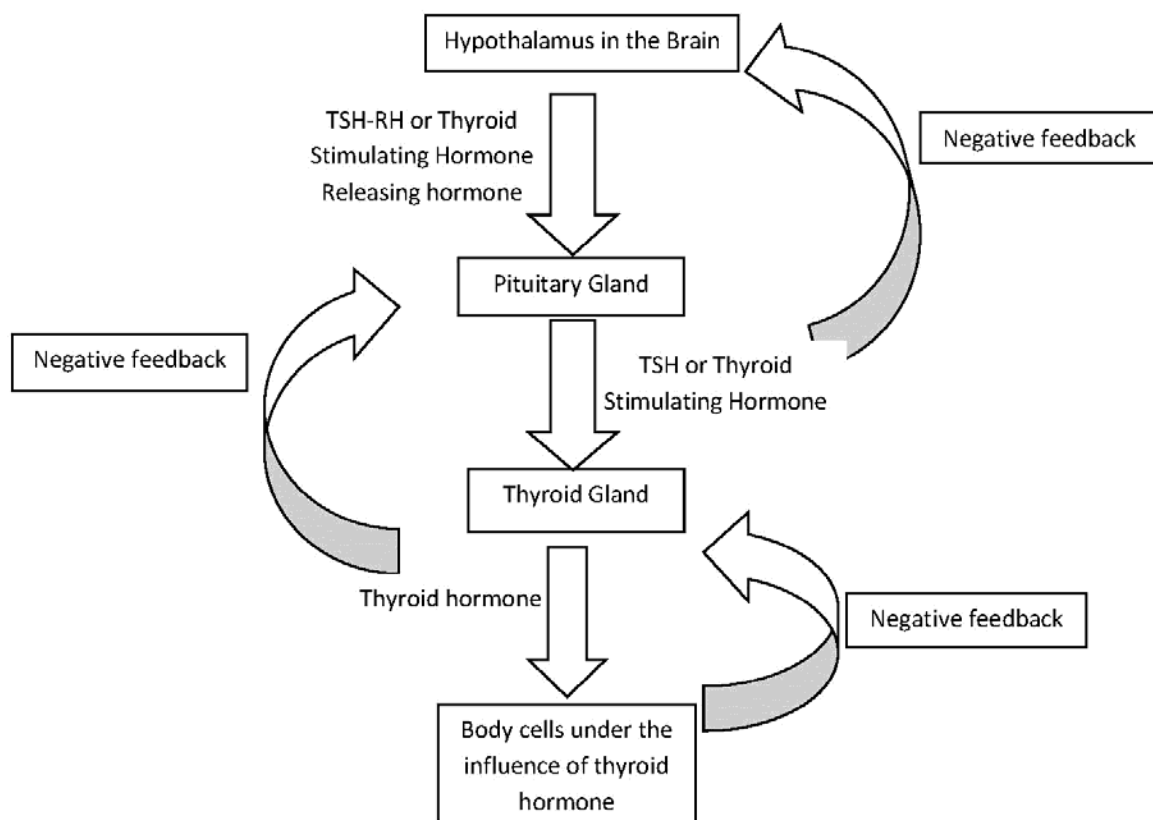 Hypothalamus in the Brain
TSH-RH or Thyroid
Stimulating Hormone
Releasing hormone
Negative feedback
Pituitary Gland
Negative feedback
TSH or Thyroid
Stimulating Hormone
Thyroid Gland
Thyroid hormone
Negative feedback
Body cells under the
influence of thyroid
hormone